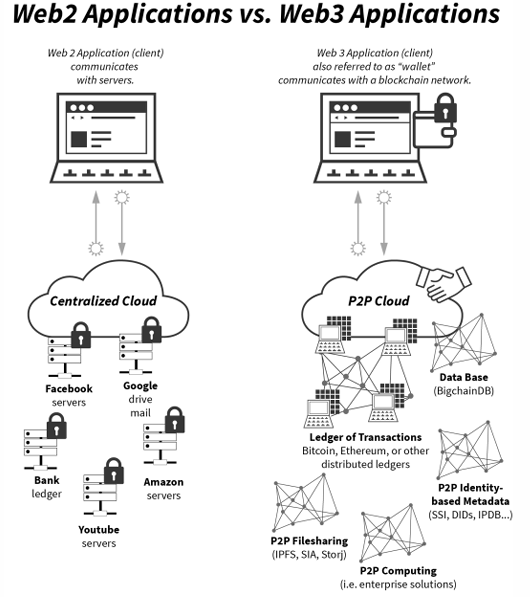 Web2 Applications vs. Web3 Applications
Web2 Application (client)
communicates
with servers.
Web 3 Application (client)
also referred to as “wallet”
communicates with a blockchain network.
Centralized Cloud
Facebook
servers
Google
drive
mail
Bank
ledger
Amazon
servers
Youtube
servers
P2P Cloud
Data Base
(BigchainDB)
Ledger of Transactions
Bitcoin, Ethereum, or other
distributed ledgers
P2P Identity-
based Metadata
(SSI, DIDs, IPDB...)
P2P Filesharing
(IPFS, SIA, Storj)
P2P Computing
(i.e. enterprise solutions)